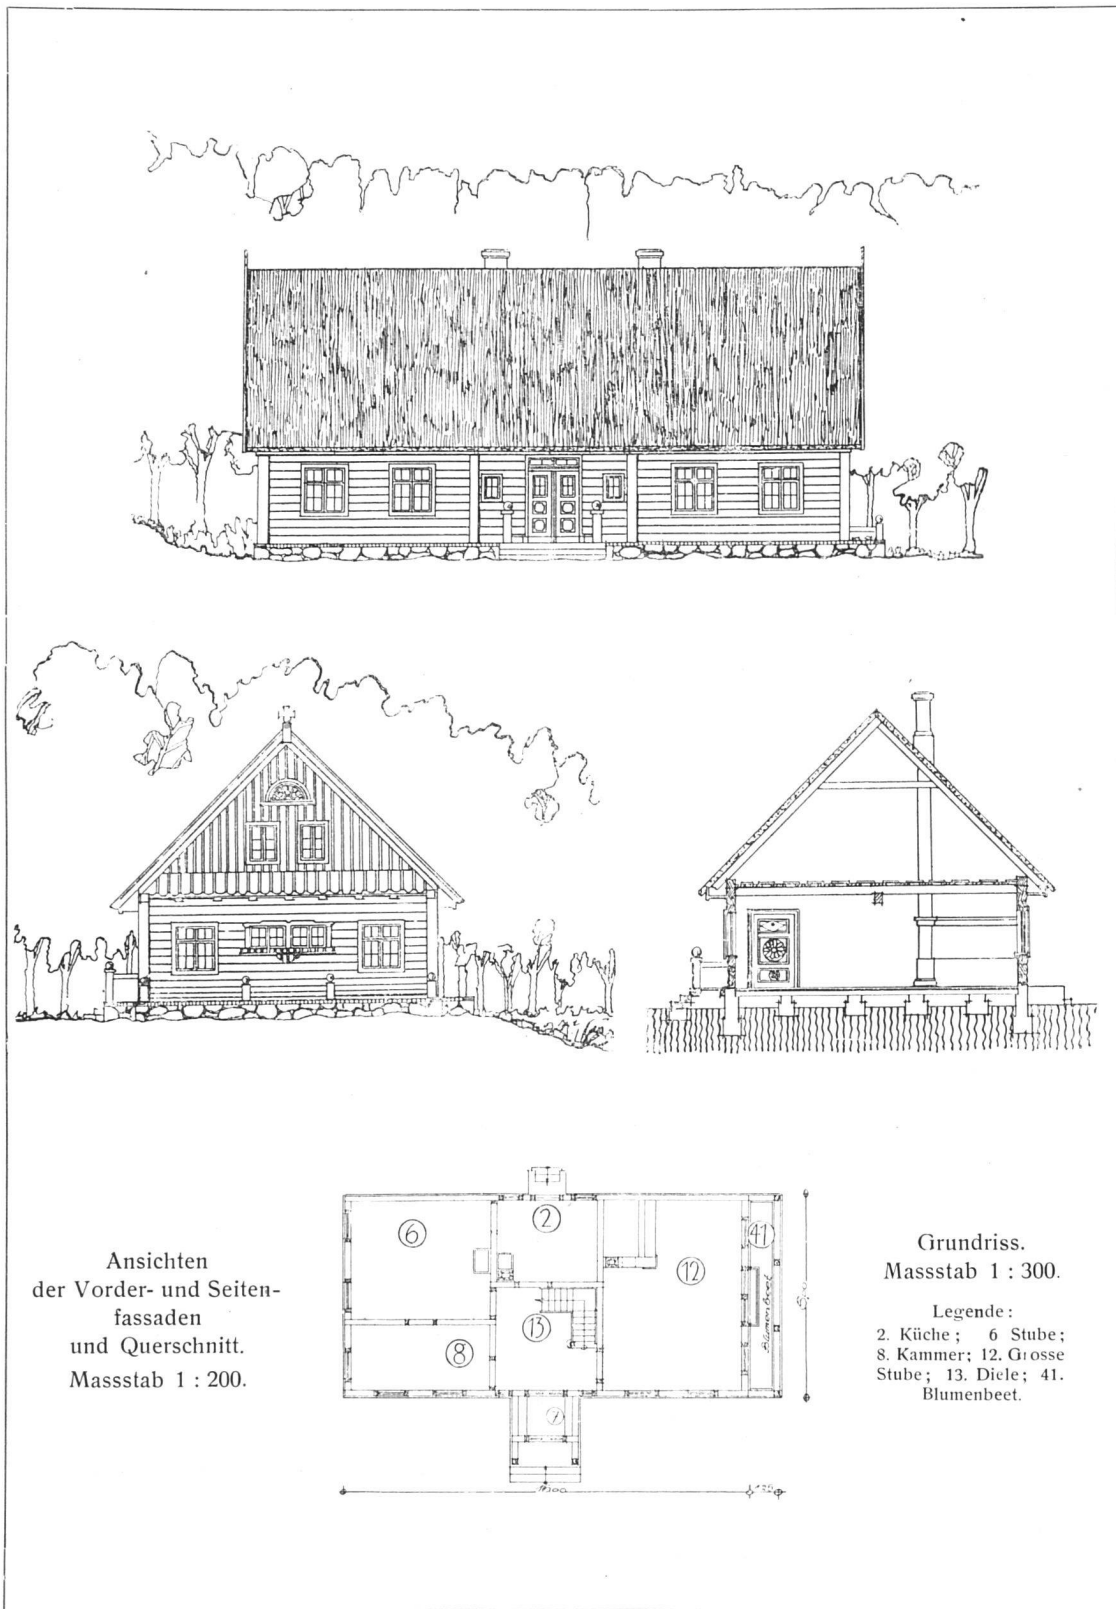 6
2
41
12
13
8
7
Blumenbeet
Ansichten
der Vorder- und Seiten-
fassaden
und Querschnitt.
Massstab 1 : 200.
Grundriss.
Massstab 1 : 300.
Legende:
2. Küche; 6 Stube;
8. Kammer; 12. Grosse
Stube; 13. Diele; 41.
Blumenbeet.